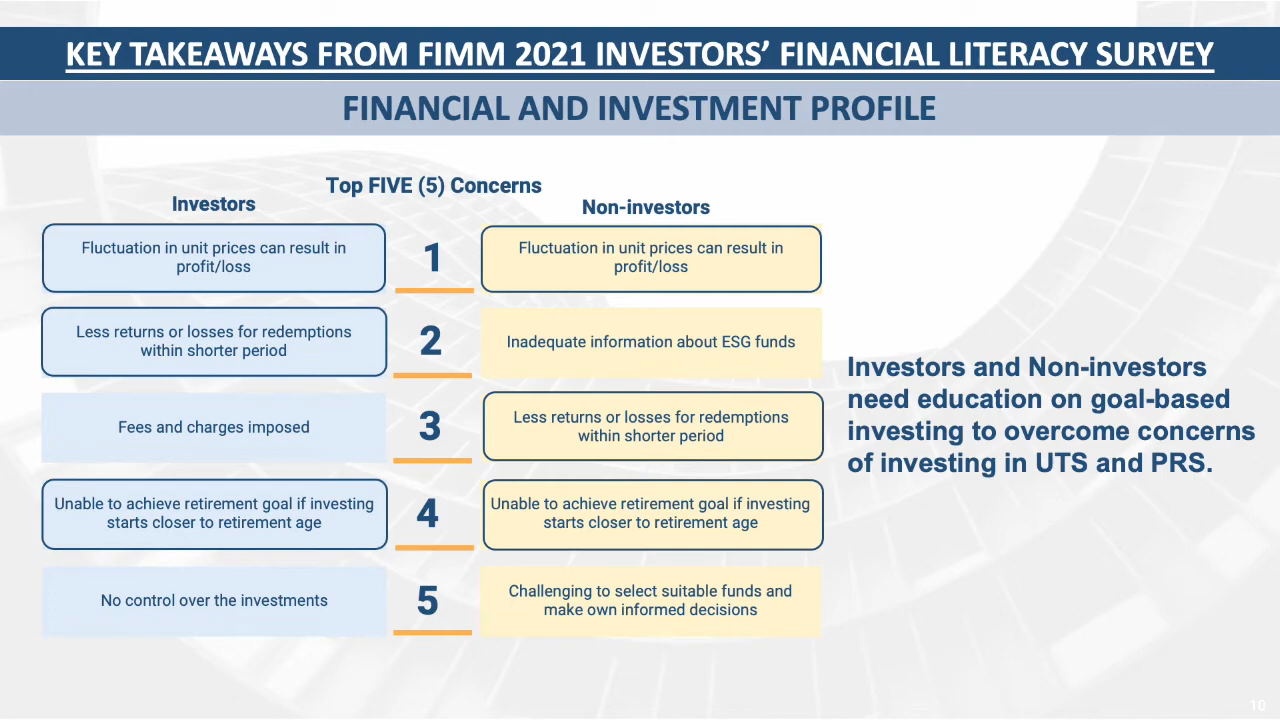 KEY TAKEAWAYS FROM FIMM 2021 INVESTORS’ FINANCIAL LITERACY SURVEY
FINANCIAL AND INVESTMENT PROFILE
Top FIVE (5) Concerns
Investors
Non-investors
Fluctuation in unit prices can result in
profit/loss
1
Fluctuation in unit prices can result in
profit/loss
Less returns or losses for redemptions
within shorter period
2
Inadequate information about ESG funds
Fees and charges imposed
3
Less returns or losses for redemptions
within shorter period
Unable to achieve retirement goal if investing
starts closer to retirement age
4
Unable to achieve retirement goal if investing
starts closer to retirement age
No control over the investments
5
Challenging to select suitable funds and
make own informed decisions
Investors and Non-investors
need education on goal-based
investing to overcome concerns
of investing in UTS and PRS.
10